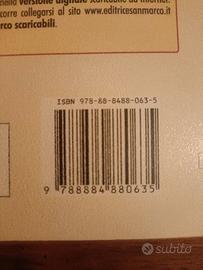 nella versione digitale scaricabile da Internet.
corre collegarsi al sito www.editricesanmarco.it
rco scaricabili.
ISBN 978-88-8488-063-5
9 788884 880635
subito